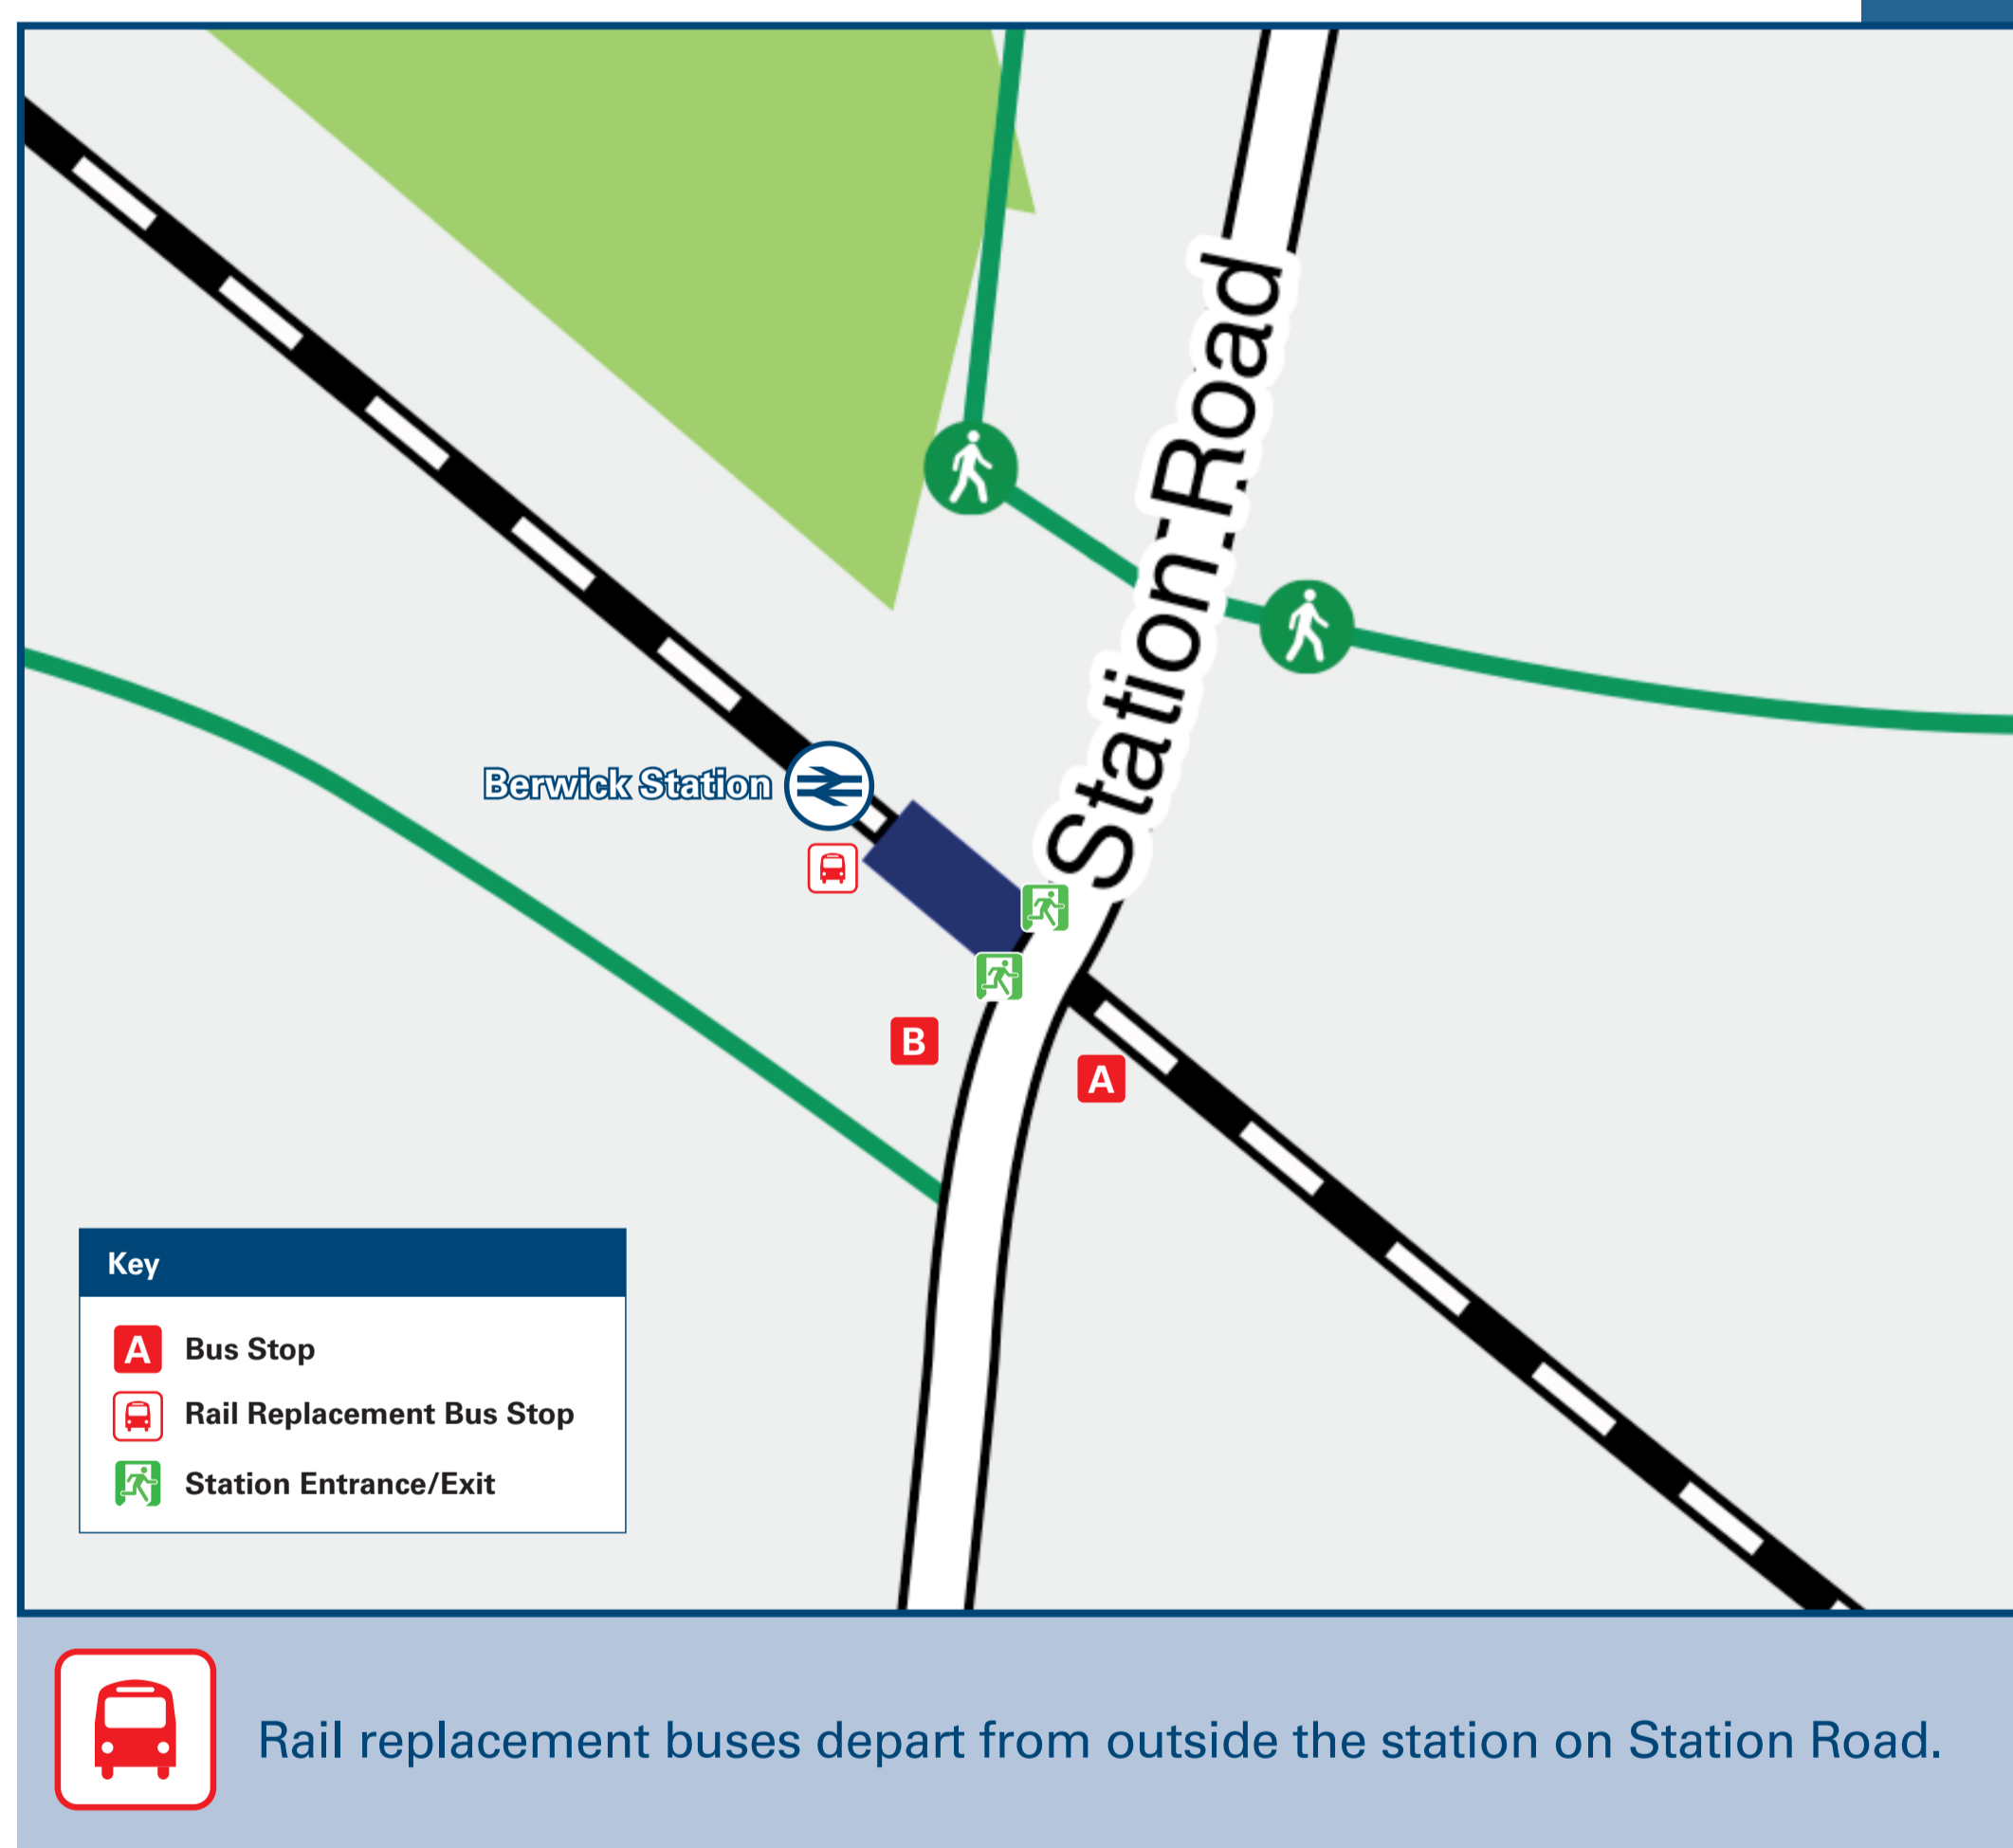 Station Road
Berwick Station
B
A
Key
A Bus Stop
Rail Replacement Bus Stop
Station Entrance/Exit
Rail replacement buses depart from outside the station on Station Road.